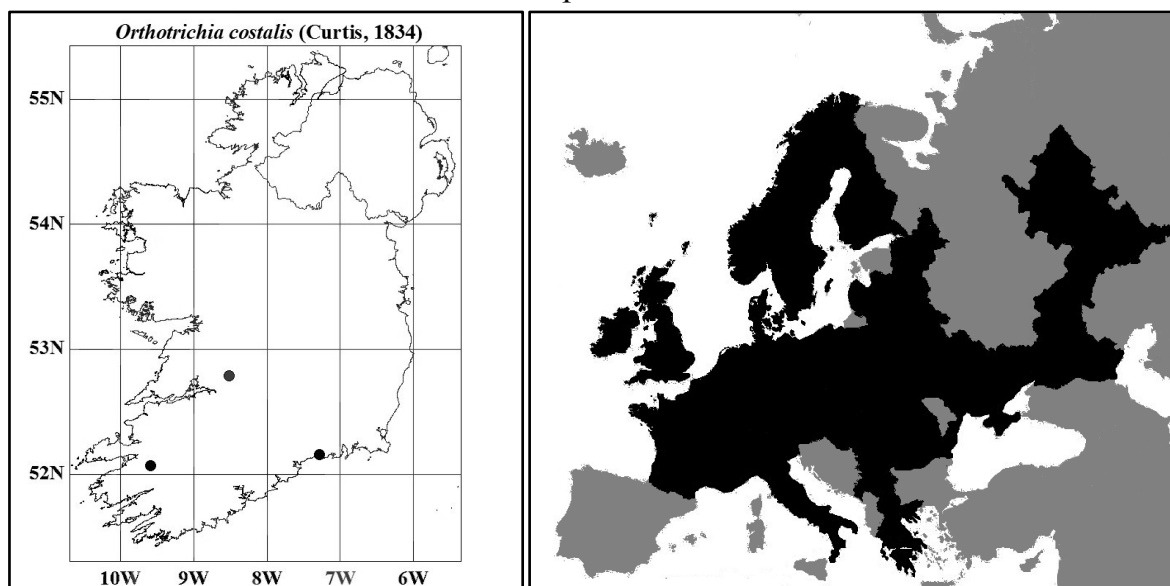 Orthotrichia costalis (Curtis, 1834)
55N
54N
53N
52N
10W 9W 8W 7W 6W